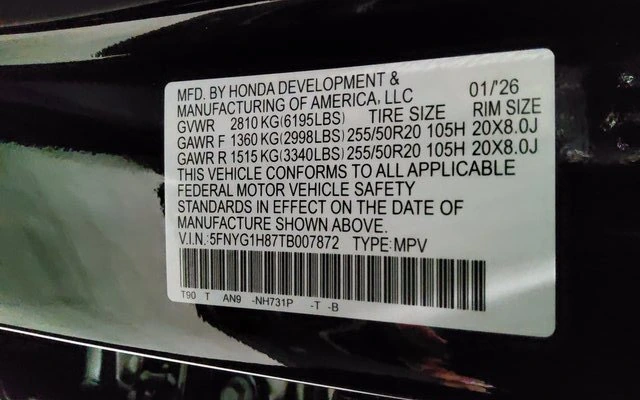 MFD. BY HONDA DEVELOPMENT & 01/'26
MANUFACTURING OF AMERICA, LLC
GVWR 2810 KG(6195LBS) TIRE SIZE RIM SIZE
GAWR F 1360 KG(2998LBS) 255/50R20 105H 20X8.0J
GAWR R 1515 KG(3340LBS) 255/50R20 105H 20X8.0J
THIS VEHICLE CONFORMS TO ALL APPLICABLE
FEDERAL MOTOR VEHICLE SAFETY
STANDARDS IN EFFECT ON THE DATE OF
MANUFACTURE SHOWN ABOVE.
V.I.N.:5FNYG1H87TB007872 TYPE:MPV
T90 T AN9 -NH731P -T -B